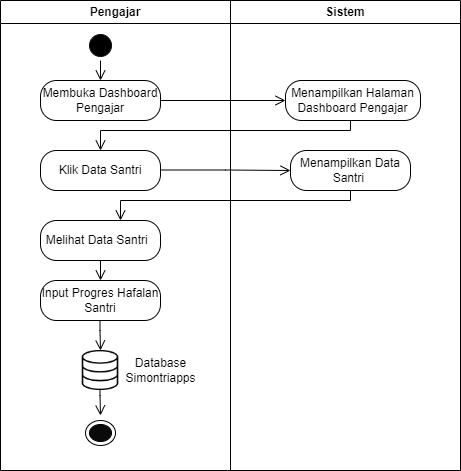 Pengajar
Sistem
Membuka Dashboard
Pengajar
Menampilkan Halaman
Dashboard Pengajar
Klik Data Santri
Menampilkan Data
Santri
Melihat Data Santri
Input Progres Hafalan
Santri
Database
Simontriapps